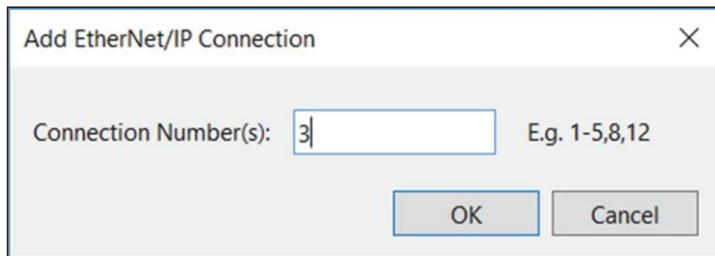 Add EtherNet/IP Connection
Connection Number(s): 3 E.g. 1-5,8,12
OK Cancel